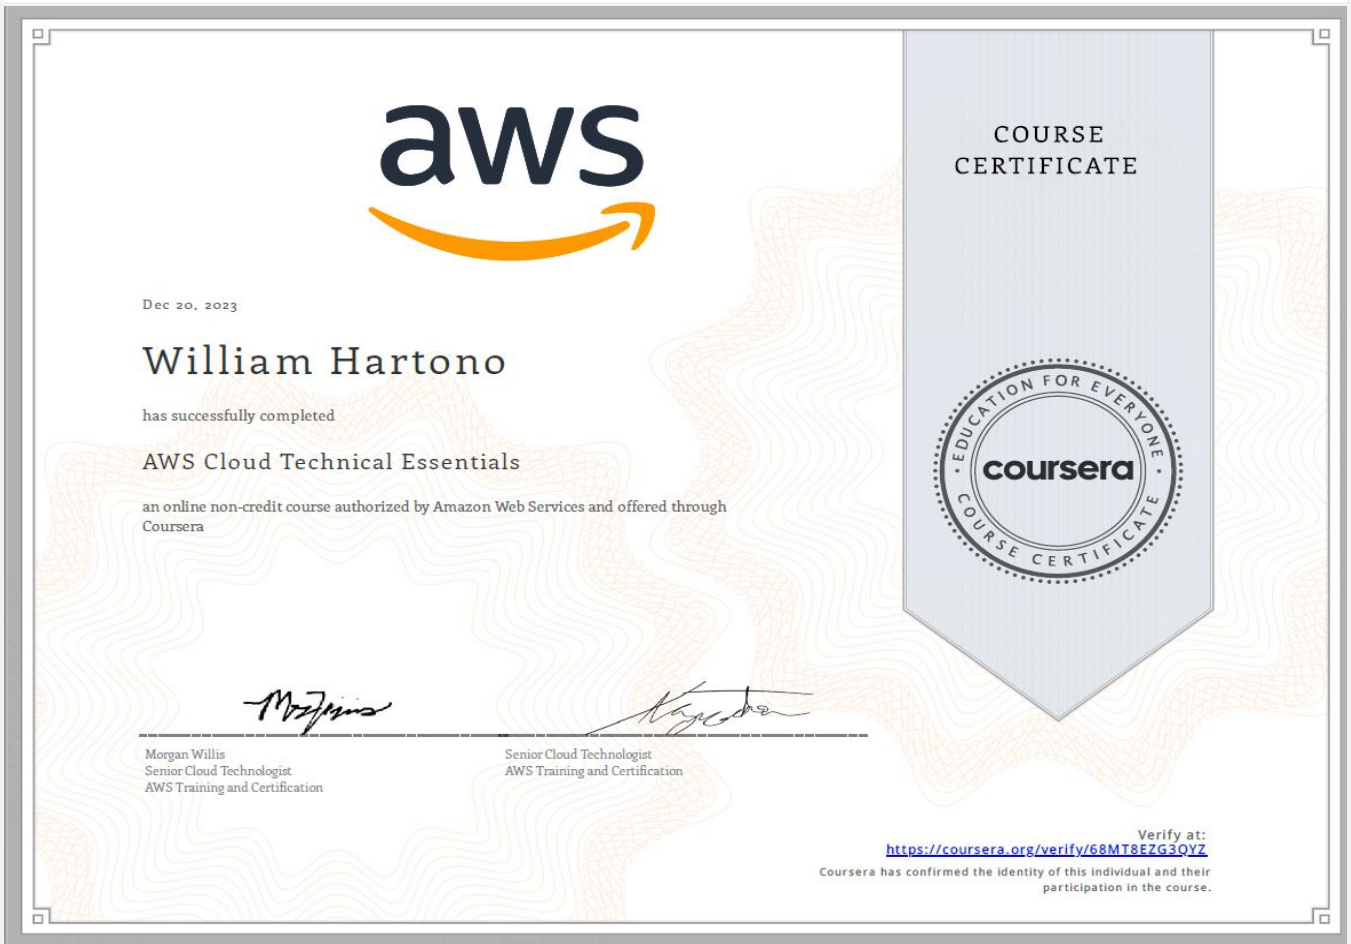 aws
COURSE
CERTIFICATE
Dec 20, 2023
William Hartono
has successfully completed
AWS Cloud Technical Essentials
an online non-credit course authorized by Amazon Web Services and offered through
Coursera
EDUCATION FOR EVERYONE
coursera
COURSE CERTIFICATE
Morgan Willis
Senior Cloud Technologist
AWS Training and Certification
Senior Cloud Technologist
AWS Training and Certification
Verify at:
https://coursera.org/verify/68MT8EZG3QYZ
Coursera has confirmed the identity of this individual and their
participation in the course.